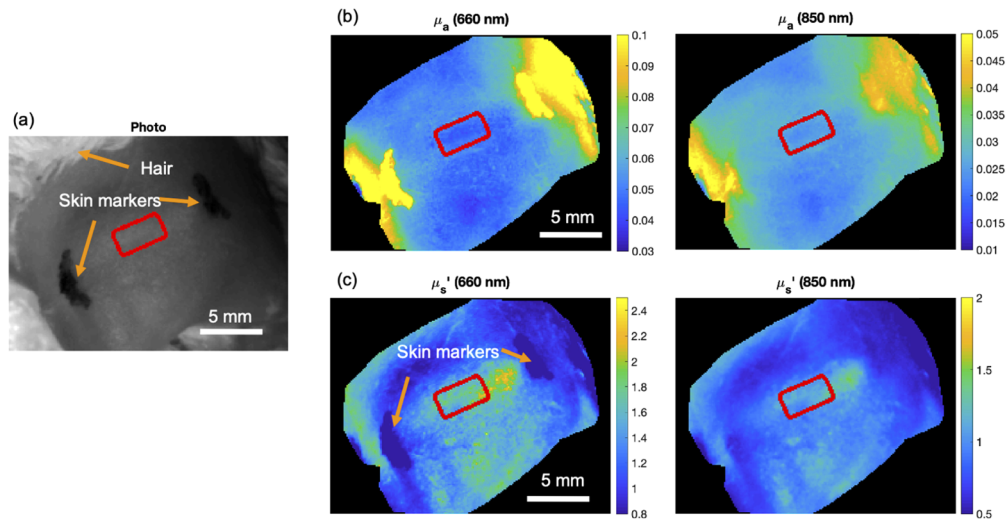 (a)
Photo
Hair
Skin markers
5 mm
(b)
μa (660 nm)
0.1
0.09
0.08
0.07
0.06
0.05
0.04
0.03
5 mm
μa (850 nm)
0.05
0.045
0.04
0.035
0.03
0.025
0.02
0.015
0.01
(c)
μs' (660 nm)
Skin markers
2.4
2.2
2
1.8
1.6
1.4
1.2
1
0.8
5 mm
μs' (850 nm)
2
1.5
1
0.5